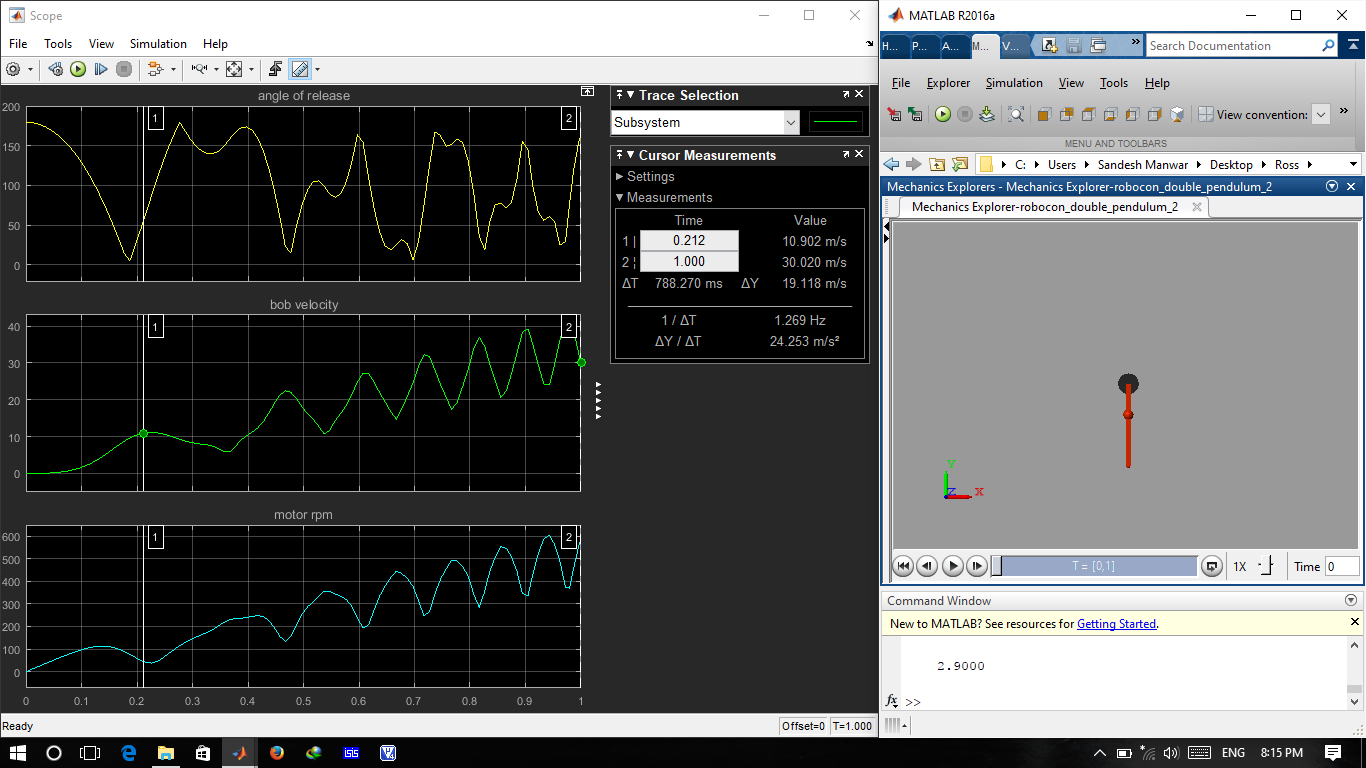 Scope
File Tools View Simulation Help
angle of release
200
150
100
50
0
1
2
bob velocity
40
30
20
10
0
1
2
motor rpm
600
500
400
300
200
100
0
1
2
0 0.1 0.2 0.3 0.4 0.5 0.6 0.7 0.8 0.9 1
Ready
Offset=0 T=1.000
Trace Selection
Subsystem
Cursor Measurements
Settings
Measurements
Time Value
1 | 0.212 10.902 m/s
2 ¦ 1.000 30.020 m/s
ΔT 788.270 ms ΔY 19.118 m/s
1 / ΔT 1.269 Hz
ΔY / ΔT 24.253 m/s²
MATLAB R2016a
H... P... A... M... V...
Search Documentation
File Explorer Simulation View Tools Help
View convention:
MENU AND TOOLBARS
C: Users Sandesh Manwar Desktop Ross
Mechanics Explorers - Mechanics Explorer-robocon_double_pendulum_2
Mechanics Explorer-robocon_double_pendulum_2
Y
Z
X
T = [0,1]
1X
Time 0
Command Window
New to MATLAB? See resources for Getting Started.
2.9000
fx >>
ISIS
ENG 8:15 PM